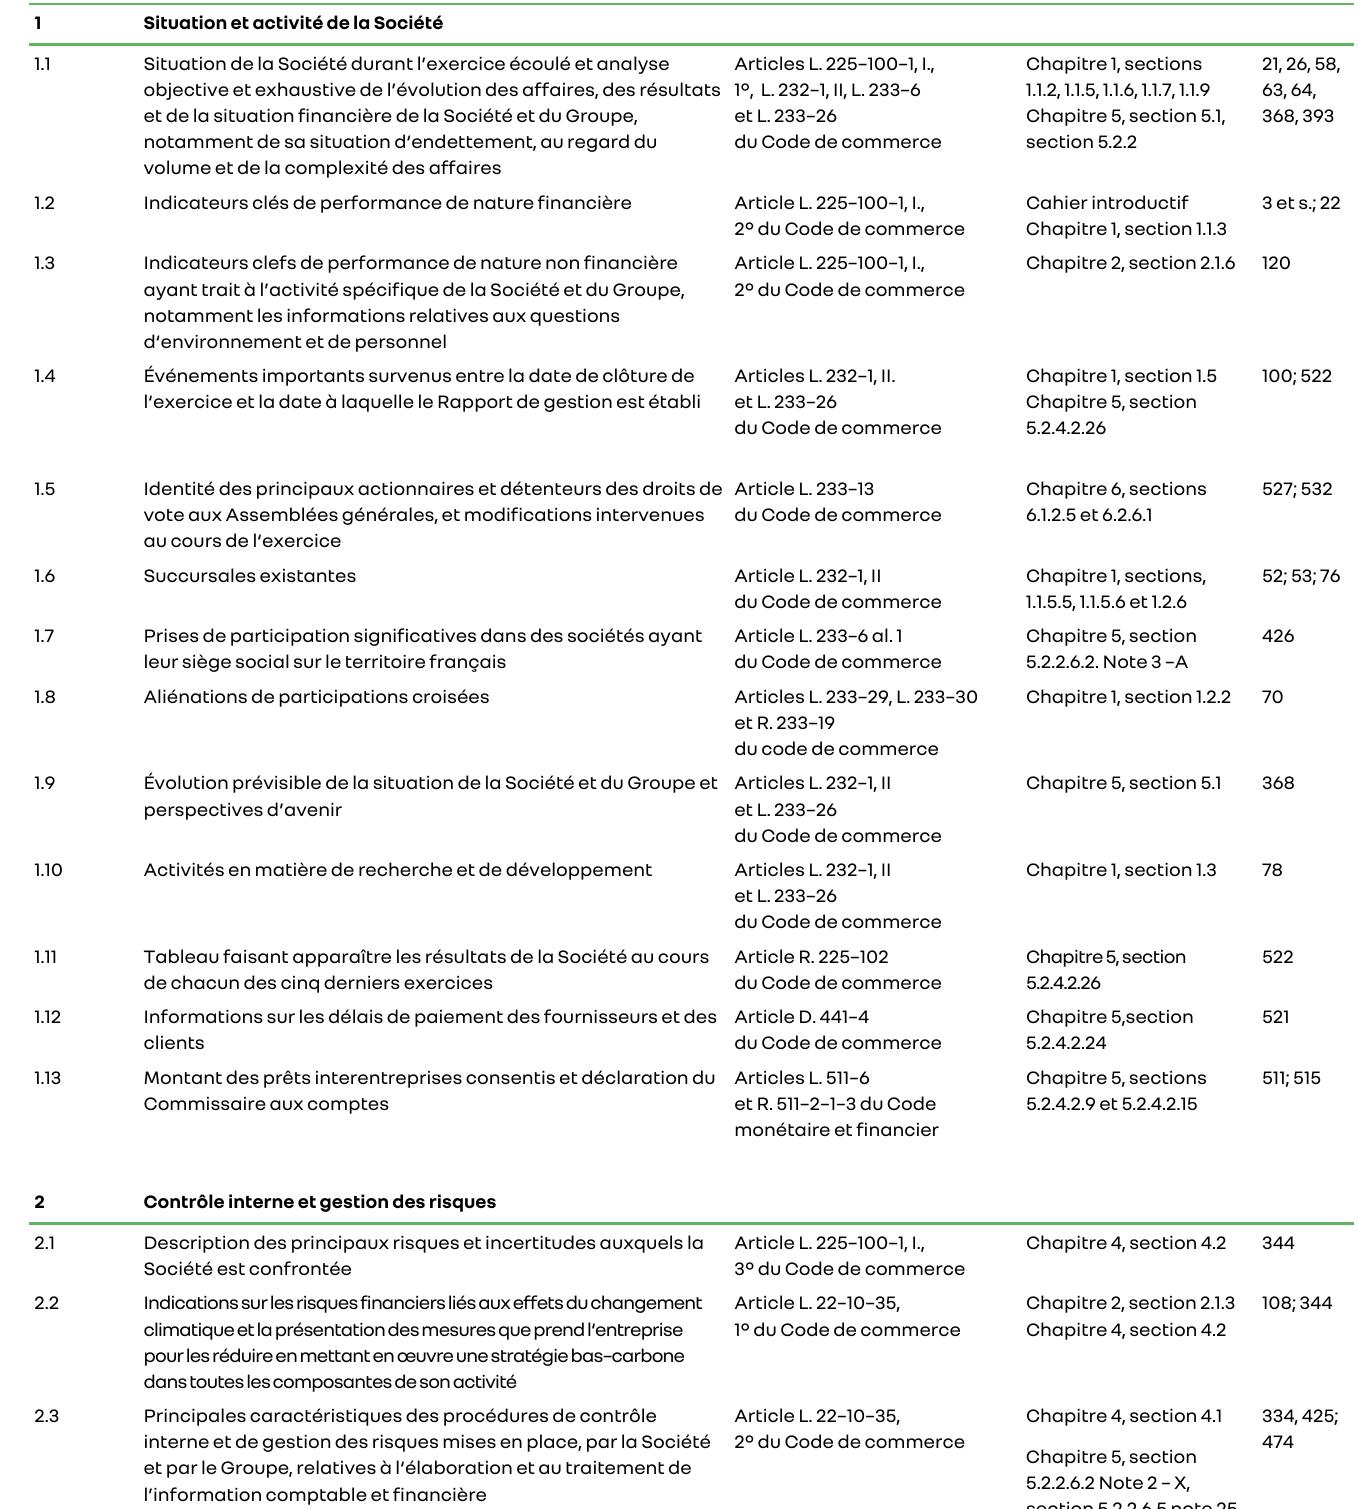 1 Situation et activité de la Société
1.1 Situation de la Société durant l’exercice écoulé et analyse Articles L. 225–100–1, I., Chapitre 1, sections 21, 26, 58,
objective et exhaustive de l’évolution des affaires, des résultats 1º, L. 232–1, II, L. 233–6 1.1.2, 1.1.5, 1.1.6, 1.1.7, 1.1.9 63, 64,
et de la situation financière de la Société et du Groupe, et L. 233–26 Chapitre 5, section 5.1, 368, 393
notamment de sa situation d’endettement, au regard du du Code de commerce section 5.2.2
volume et de la complexité des affaires
1.2 Indicateurs clés de performance de nature financière Article L. 225–100–1, I., Cahier introductif 3 et s.; 22
2º du Code de commerce Chapitre 1, section 1.1.3
1.3 Indicateurs clefs de performance de nature non financière Article L. 225–100–1, I., Chapitre 2, section 2.1.6 120
ayant trait à l’activité spécifique de la Société et du Groupe, 2º du Code de commerce
notamment les informations relatives aux questions
d’environnement et de personnel
1.4 Événements importants survenus entre la date de clôture de Articles L. 232–1, II. Chapitre 1, section 1.5 100; 522
l’exercice et la date à laquelle le Rapport de gestion est établi et L. 233–26 Chapitre 5, section
du Code de commerce 5.2.4.2.26
1.5 Identité des principaux actionnaires et détenteurs des droits de Article L. 233–13 Chapitre 6, sections 527; 532
vote aux Assemblées générales, et modifications intervenues du Code de commerce 6.1.2.5 et 6.2.6.1
au cours de l’exercice
1.6 Succursales existantes Article L. 232–1, II Chapitre 1, sections, 52; 53; 76
du Code de commerce 1.1.5.5, 1.1.5.6 et 1.2.6
1.7 Prises de participation significatives dans des sociétés ayant Article L. 233–6 al. 1 Chapitre 5, section 426
leur siège social sur le territoire français du Code de commerce 5.2.2.6.2. Note 3 –A
1.8 Aliénations de participations croisées Articles L. 233–29, L. 233–30 Chapitre 1, section 1.2.2 70
et R. 233–19
du code de commerce
1.9 Évolution prévisible de la situation de la Société et du Groupe et Articles L. 232–1, II Chapitre 5, section 5.1 368
perspectives d’avenir et L. 233–26
du Code de commerce
1.10 Activités en matière de recherche et de développement Articles L. 232–1, II Chapitre 1, section 1.3 78
et L. 233–26
du Code de commerce
1.11 Tableau faisant apparaître les résultats de la Société au cours Article R. 225–102 Chapitre 5, section 522
de chacun des cinq derniers exercices du Code de commerce 5.2.4.2.26
1.12 Informations sur les délais de paiement des fournisseurs et des Article D. 441–4 Chapitre 5,section 521
clients du Code de commerce 5.2.4.2.24
1.13 Montant des prêts interentreprises consentis et déclaration du Articles L. 511–6 Chapitre 5, sections 511; 515
Commissaire aux comptes et R. 511–2–1–3 du Code 5.2.4.2.9 et 5.2.4.2.15
monétaire et financier
2 Contrôle interne et gestion des risques
2.1 Description des principaux risques et incertitudes auxquels la Article L. 225–100–1, I., Chapitre 4, section 4.2 344
Société est confrontée 3º du Code de commerce
2.2 Indications sur les risques financiers liés aux effets du changement Article L. 22–10–35, Chapitre 2, section 2.1.3 108; 344
climatique et la présentation des mesures que prend l’entreprise 1º du Code de commerce Chapitre 4, section 4.2
pour les réduire en mettant en œuvre une stratégie bas–carbone
dans toutes les composantes de son activité
2.3 Principales caractéristiques des procédures de contrôle Article L. 22–10–35, Chapitre 4, section 4.1 334, 425;
interne et de gestion des risques mises en place, par la Société 2º du Code de commerce 474
et par le Groupe, relatives à l’élaboration et au traitement de Chapitre 5, section
l’information comptable et financière 5.2.2.6.2 Note 2 – X,
section 5.2.2.6.5 note 25